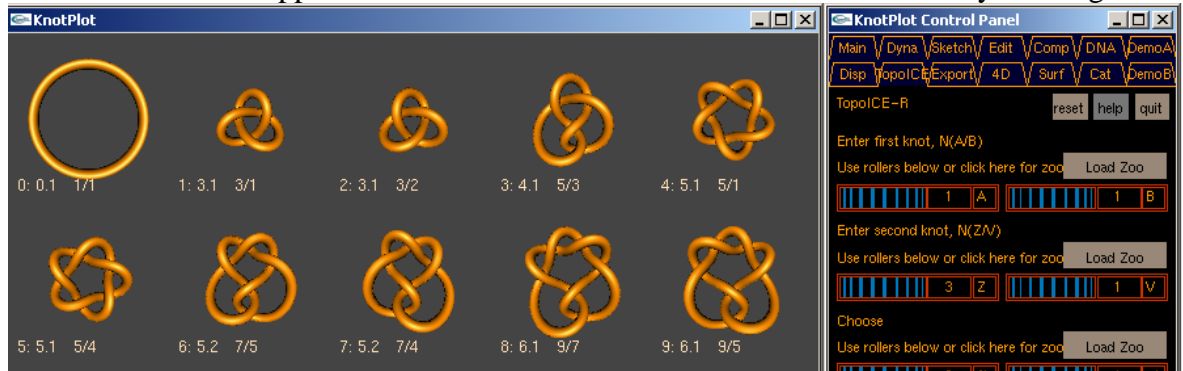 KnotPlot
0: 0.1 1/1
1: 3.1 3/1
2: 3.1 3/2
3: 4.1 5/3
4: 5.1 5/1
5: 5.1 5/4
6: 5.2 7/5
7: 5.2 7/4
8: 6.1 9/7
9: 6.1 9/5
KnotPlot Control Panel
Main Dyna Sketch Edit Comp DNA DemoA
Disp TopoICE Export 4D Surf Cat DemoB
TopoICE-R reset help quit
Enter first knot, N(A/B)
Use rollers below or click here for zoo Load Zoo
1 A 1 B
Enter second knot, N(Z/V)
Use rollers below or click here for zoo Load Zoo
3 Z 1 V
Choose
Use rollers below or click here for zoo Load Zoo